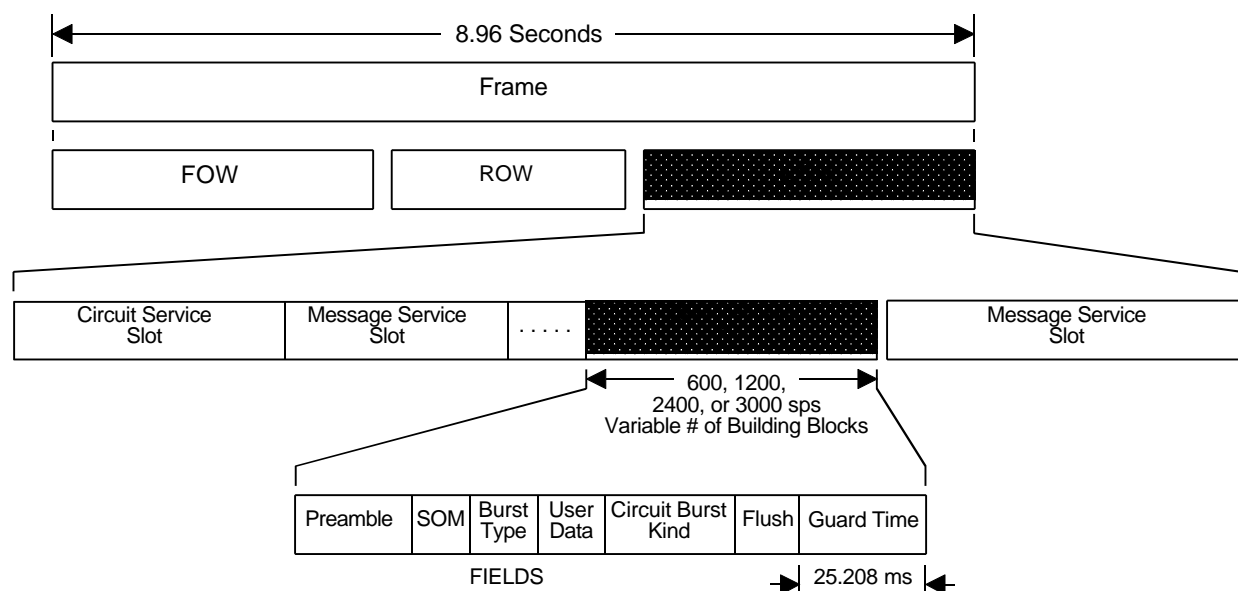 8.96 Seconds
Frame
FOW
ROW
Circuit Service
Slot
Message Service
Slot
. . . . .
Message Service
Slot
600, 1200,
2400, or 3000 sps
Variable # of Building Blocks
Preamble
SOM
Burst
Type
User
Data
Circuit Burst
Kind
Flush
Guard Time
FIELDS
25.208 ms